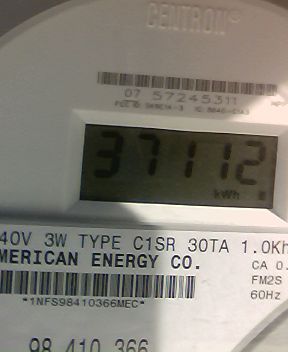 CENTRON®
07 57245311
37112
kWh
40V 3W TYPE C1SR 30TA 1.0Kh
MERICAN ENERGY CO.
CA 0.
FM2S
*1NFS98410366MEC*
60Hz
98 410 366